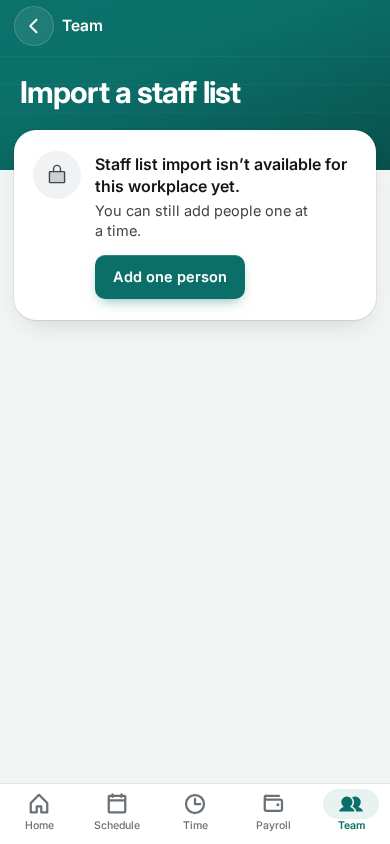 Team
Import a staff list
Staff list import isn’t available for
this workplace yet.
You can still add people one at
a time.
Add one person
Home
Schedule
Time
Payroll
Team